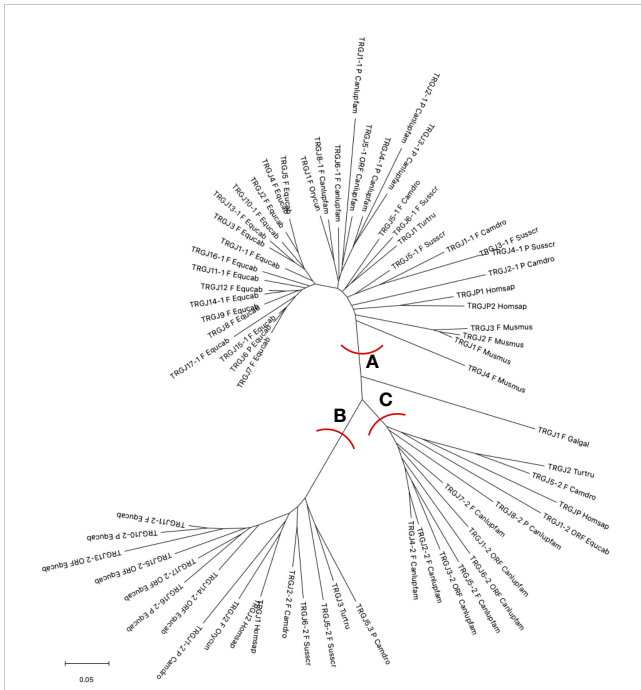 TRGJ1-1 P Canlupfam
TRGJ2-1 P Canlupfam
TRGJ3-1 P Canlupfam
TRGJ4-1 P Canlupfam
TRGJ5-1 ORF Canlupfam
TRGJ6-1 F Canlupfam
TRGJ8-1 F Canlupfam
TRGJ1 F Orycun
TRGJ5 F Equcab
TRGJ4 F Equcab
TRGJ2 F Equcab
TRGJ10-1 F Equcab
TRGJ13-1 F Equcab
TRGJ3 F Equcab
TRGJ1-1 F Equcab
TRGJ16-1 F Equcab
TRGJ11-1 F Equcab
TRGJ12 F Equcab
TRGJ14-1 F Equcab
TRGJ9 F Equcab
TRGJ8 F Equcab
TRGJ17-1 F Equcab
TRGJ15-1 F Equcab
TRGJ6 P Equcab
TRGJ7 F Equcab
TRGJ5-1 F Camdro
TRGJ6-1 F Susscr
TRGJ1 Turtru
TRGJ5-1 F Susscr
TRGJ1-1 F Camdro
TRGJ3-1 F Susscr
TRGJ4-1 P Susscr
TRGJ2-1 P Camdro
TRGJP1 Homsap
TRGJP2 Homsap
TRGJ3 F Musmus
TRGJ2 F Musmus
TRGJ1 F Musmus
TRGJ4 F Musmus
A
B
C
TRGJ1 F Galgal
TRGJ2 Turtru
TRGJ5-2 F Camdro
TRGJP Homsap
TRGJ1-2 ORF Equcab
TRGJ8-2 P Canlupfam
TRGJ7-2 F Canlupfam
TRGJ1-2 ORF Canlupfam
TRGJ6-2 ORF Canlupfam
TRGJ5-2 F Canlupfam
TRGJ3-2 ORF Canlupfam
TRGJ2-2 F Canlupfam
TRGJ4-2 F Canlupfam
TRGJ5.3 P Camdro
TRGJ3 Turtru
TRGJ5-2 F Susscr
TRGJ6-2 F Susscr
TRGJ2-2 F Camdro
TRGJ1 Homsap
TRGJ2 Homsap
TRGJ2 F Orycun
TRGJ1-2 P Camdro
TRGJ14-2 ORF Equcab
TRGJ16-2 P Equcab
TRGJ17-2 ORF Equcab
TRGJ15-2 ORF Equcab
TRGJ13-2 ORF Equcab
TRGJ10-2 P Equcab
TRGJ11-2 F Equcab
0.05